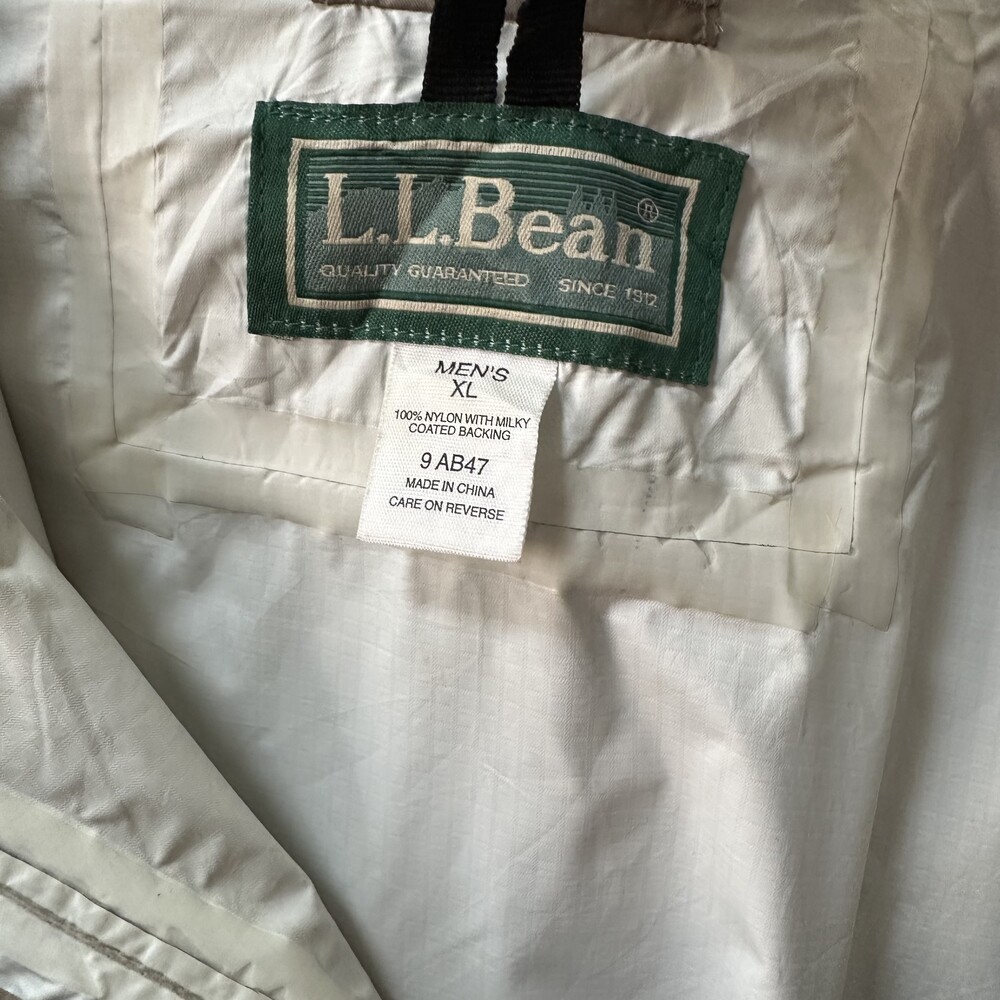 L.L.Bean ®
QUALITY GUARANTEED SINCE 1912
MEN'S
XL
100% NYLON WITH MILKY
COATED BACKING
9 AB47
MADE IN CHINA
CARE ON REVERSE